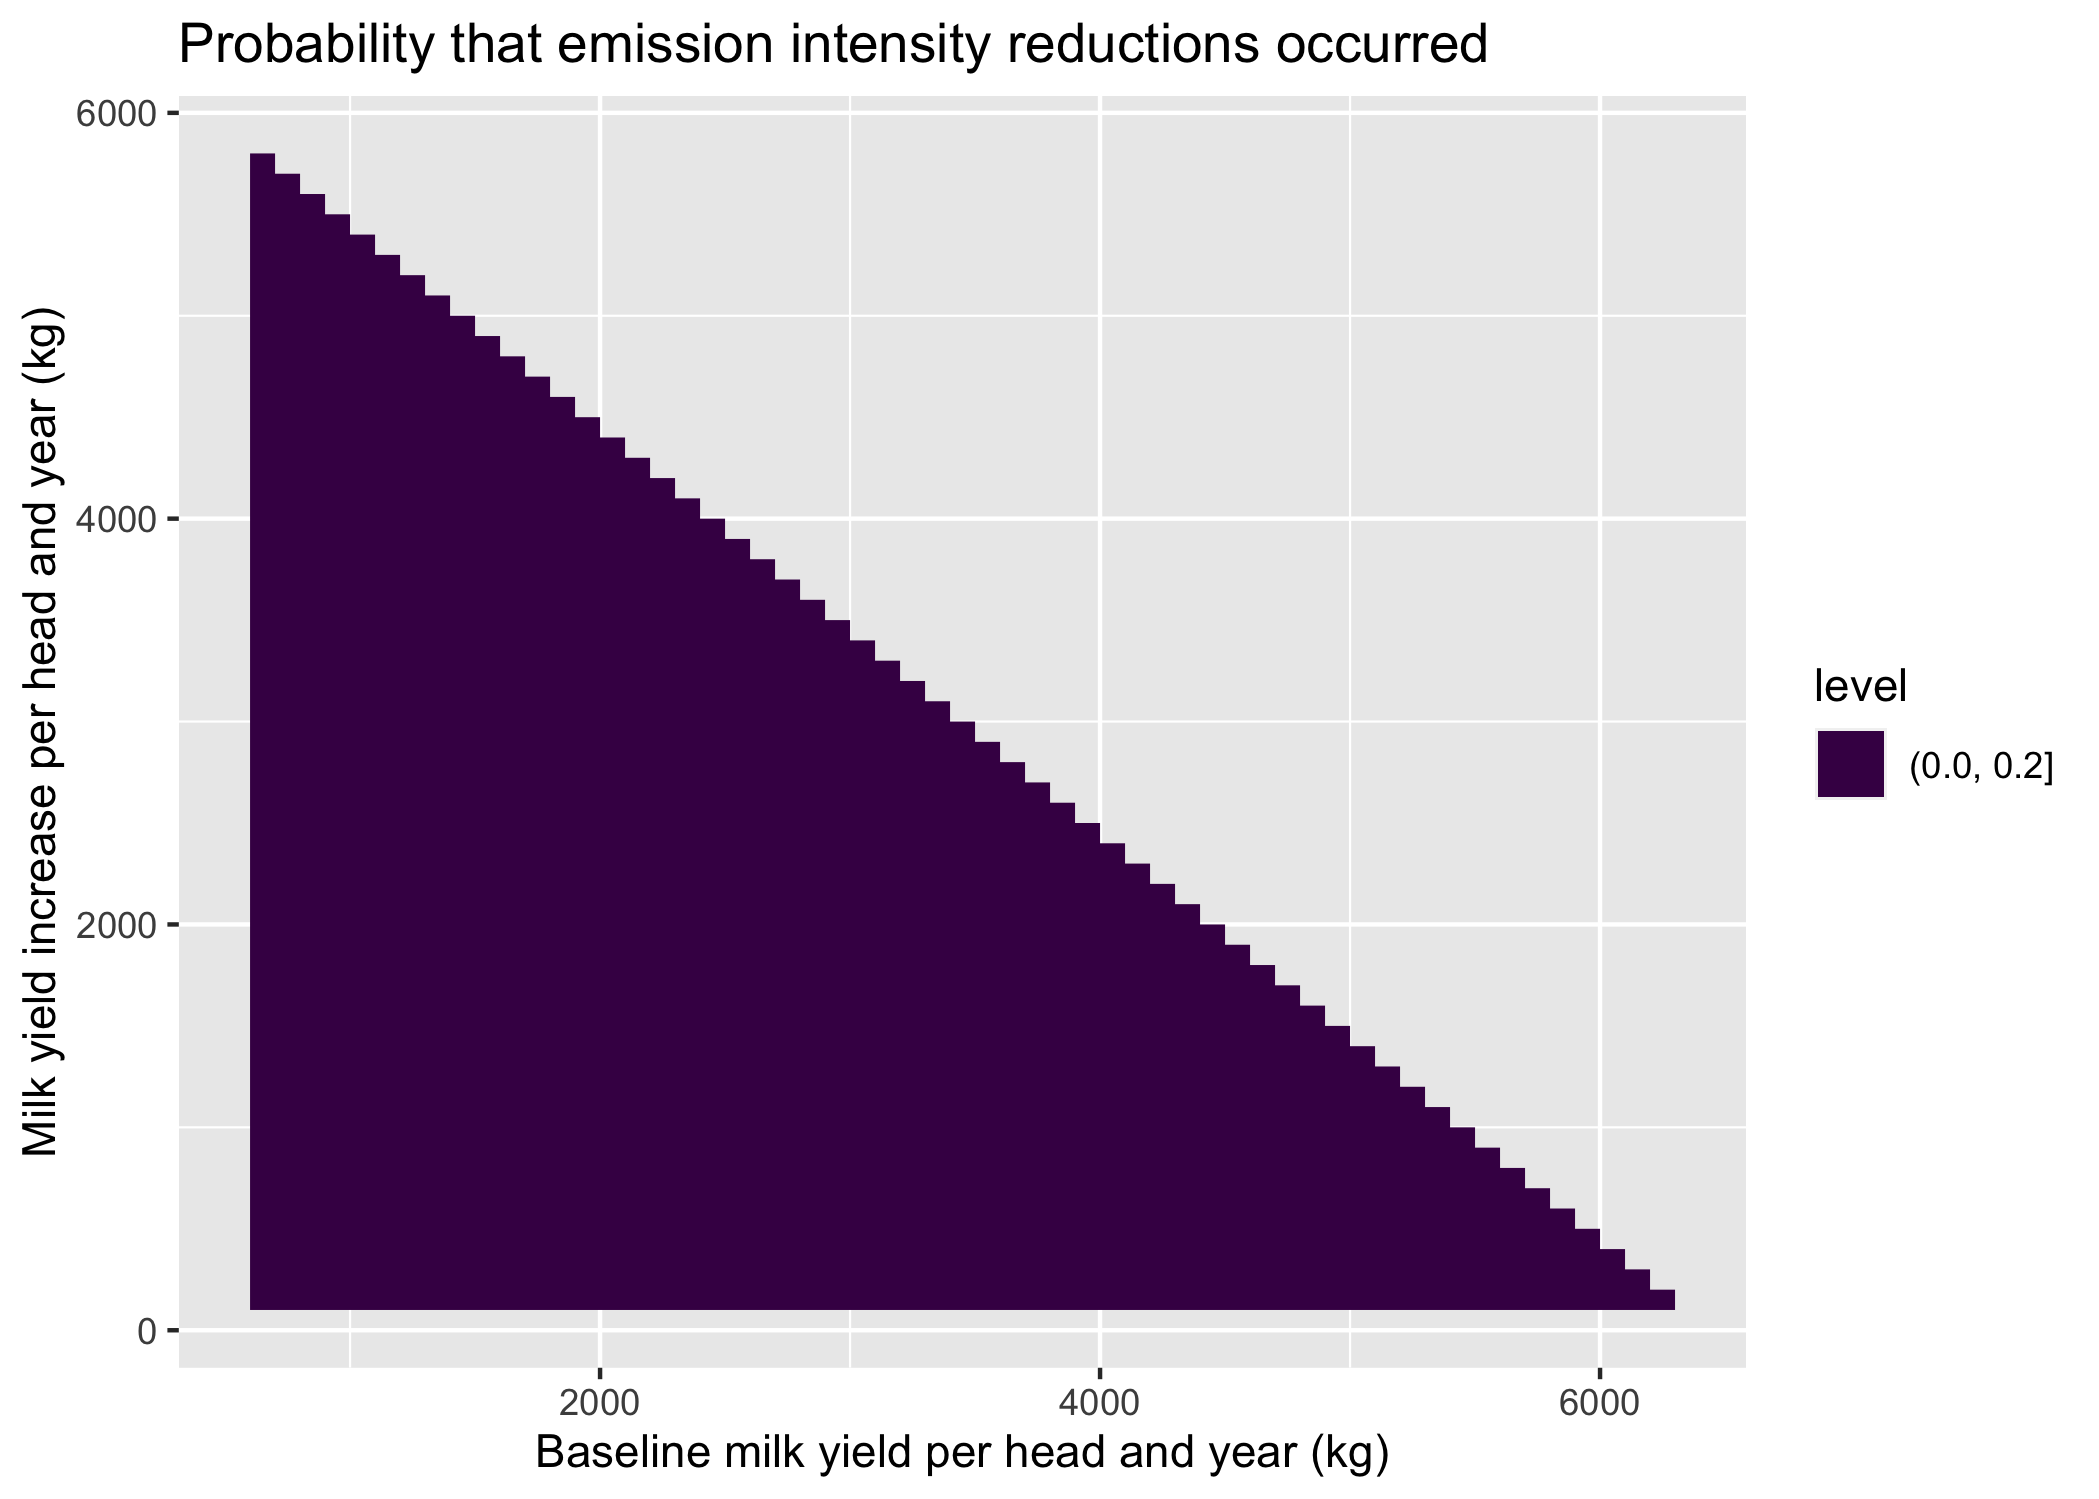 Probability that emission intensity reductions occurred
6000
4000
2000
0
Milk yield increase per head and year (kg)
2000
4000
6000
Baseline milk yield per head and year (kg)
level
(0.0, 0.2]